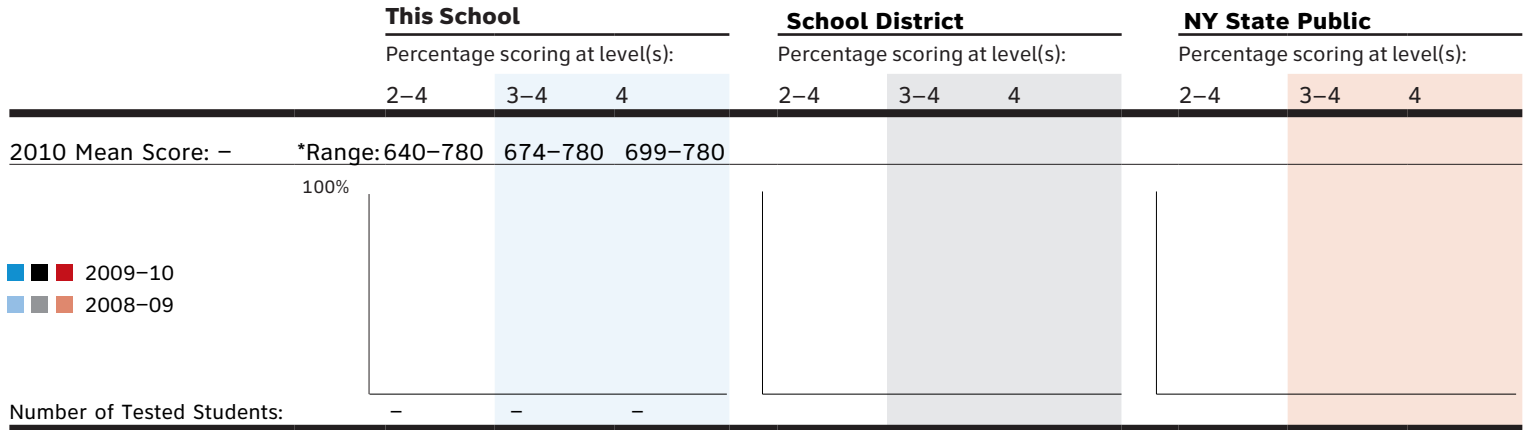 This School School District NY State Public
Percentage scoring at level(s): Percentage scoring at level(s): Percentage scoring at level(s):
2–4 3–4 4 2–4 3–4 4 2–4 3–4 4
2010 Mean Score: – *Range: 640–780 674–780 699–780
100%
2009–10
2008–09
Number of Tested Students: – – –